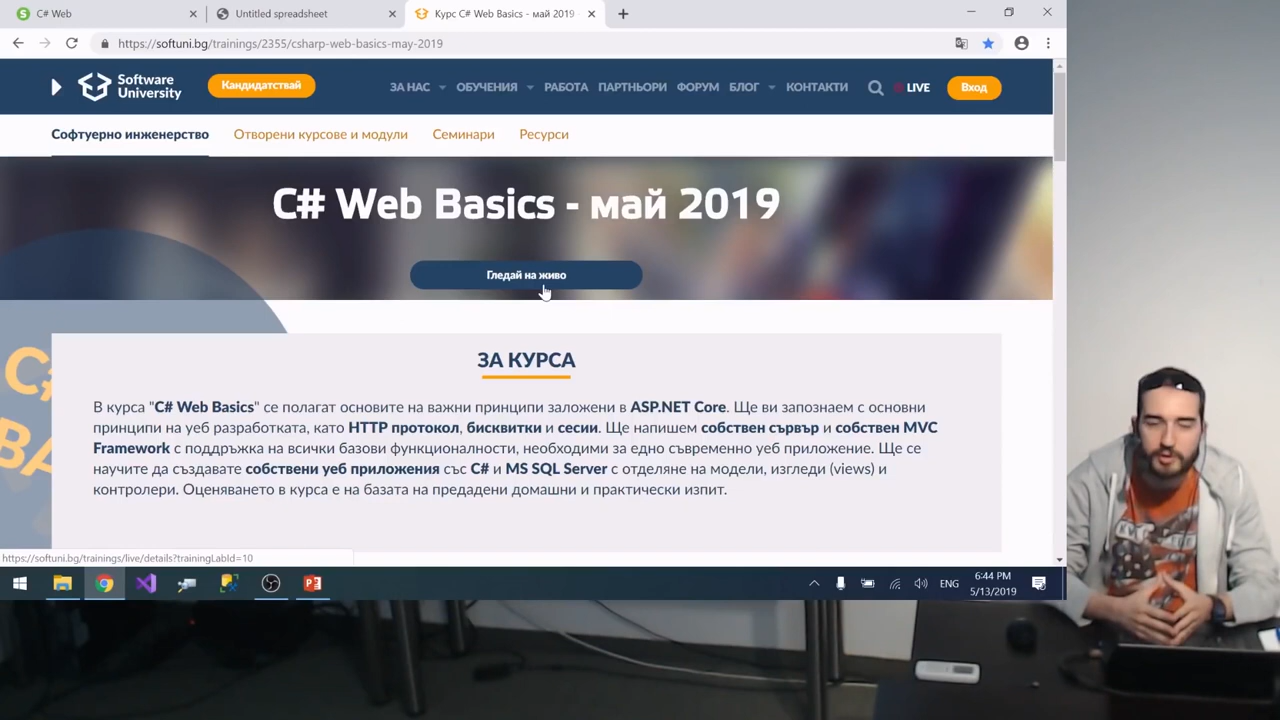 C# Web
Untitled spreadsheet
Курс C# Web Basics - май 2019
https://softuni.bg/trainings/2355/csharp-web-basics-may-2019
Software
University
Кандидатствай
ЗА НАС
ОБУЧЕНИЯ
РАБОТА
ПАРТНЬОРИ
ФОРУМ
БЛОГ
КОНТАКТИ
LIVE
Вход
Софтуерно инженерство
Отворени курсове и модули
Семинари
Ресурси
C# Web Basics - май 2019
Гледай на живо
ЗА КУРСА
В курса "C# Web Basics" се полагат основите на важни принципи заложени в ASP.NET Core. Ще ви запознаем с основни
принципи на уеб разработката, като HTTP протокол, бисквитки и сесии. Ще напишем собствен сървър и собствен MVC
Framework с поддръжка на всички базови функционалности, необходими за едно съвременно уеб приложение. Ще се
научите да създавате собствени уеб приложения със C# и MS SQL Server с отделяне на модели, изгледи (views) и
контролери. Оценяването в курса е на базата на предадени домашни и практически изпит.
C#
BA
https://softuni.bg/trainings/live/details?trainingLabId=10
ENG
6:44 PM
5/13/2019